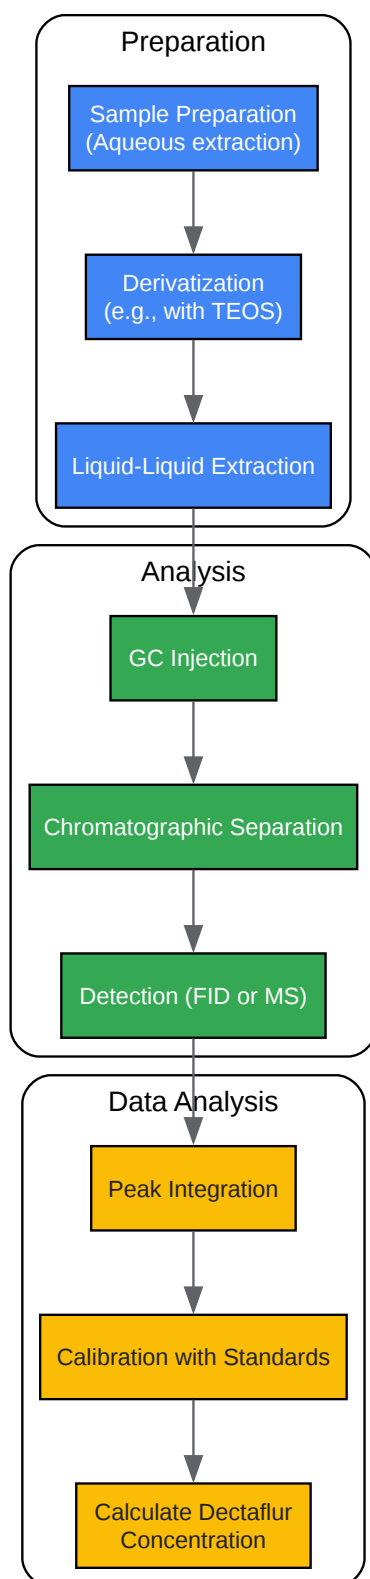 Preparation
Sample Preparation
(Aqueous extraction)
Derivatization
(e.g., with TEOS)
Liquid-Liquid Extraction
Analysis
GC Injection
Chromatographic Separation
Detection (FID or MS)
Data Analysis
Peak Integration
Calibration with Standards
Calculate Dectaflur
Concentration